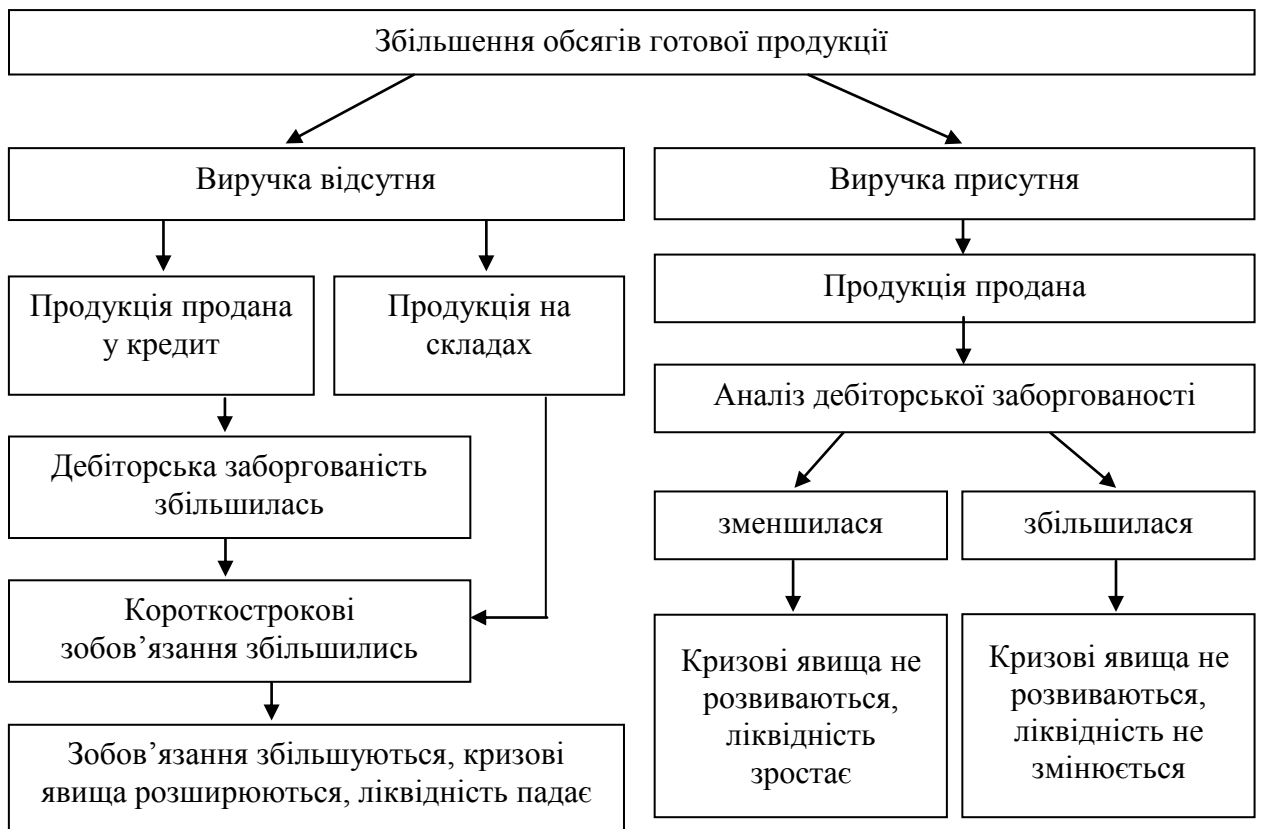 Збільшення обсягів готової продукції
Виручка відсутня
Виручка присутня
Продукція продана
у кредит
Продукція на
складах
Продукція продана
Дебіторська заборгованість
збільшилась
Аналіз дебіторської заборгованості
зменшилася
збільшилася
Короткострокові
зобов’язання збільшились
Кризові явища не
розвиваються,
ліквідність
зростає
Кризові явища не
розвиваються,
ліквідність не
змінюється
Зобов’язання збільшуються, кризові
явища розширюються, ліквідність падає